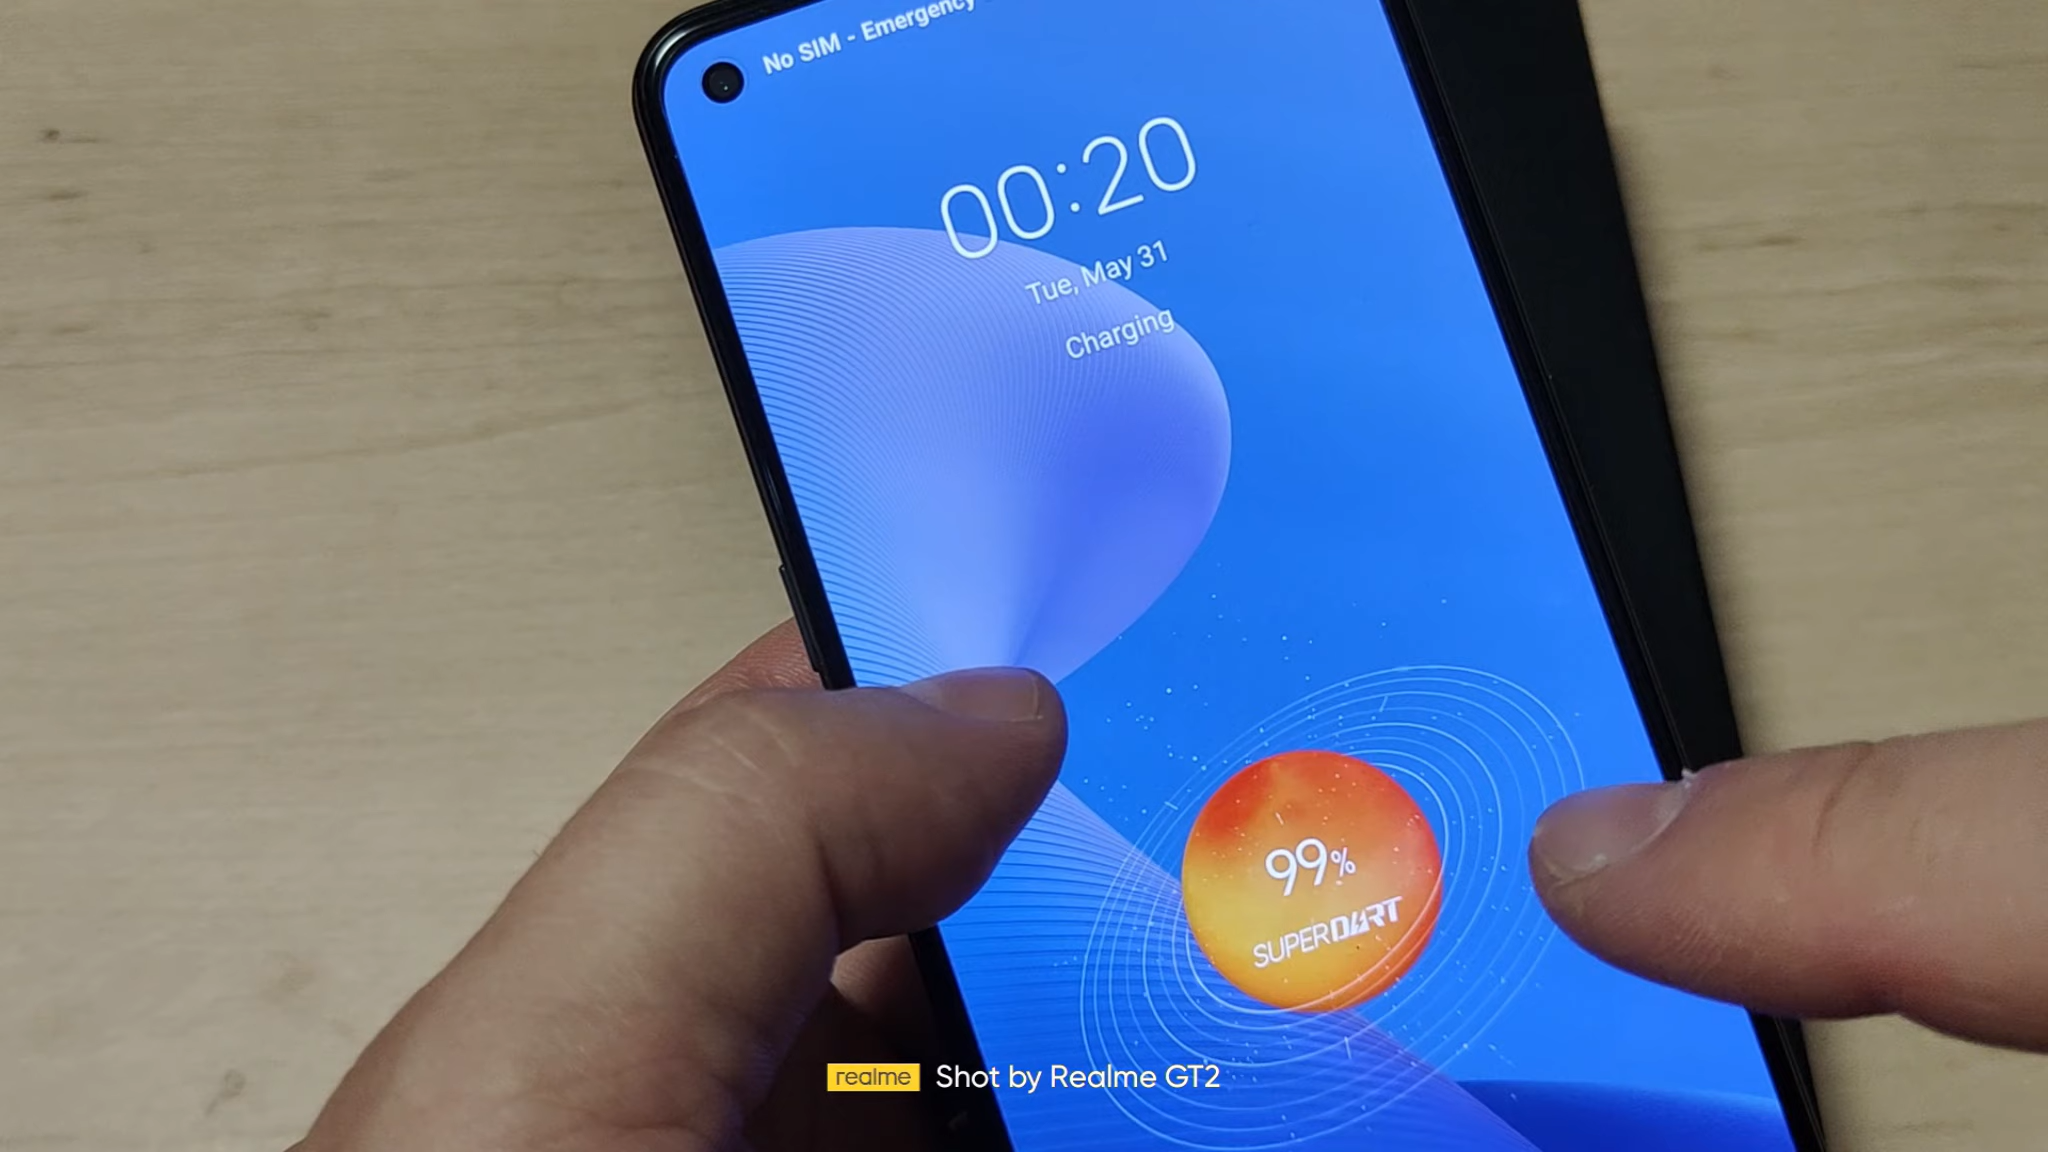 No SIM - Emergency
00:20
Tue, May 31
Charging
99%
SUPERDART
realme Shot by Realme GT2